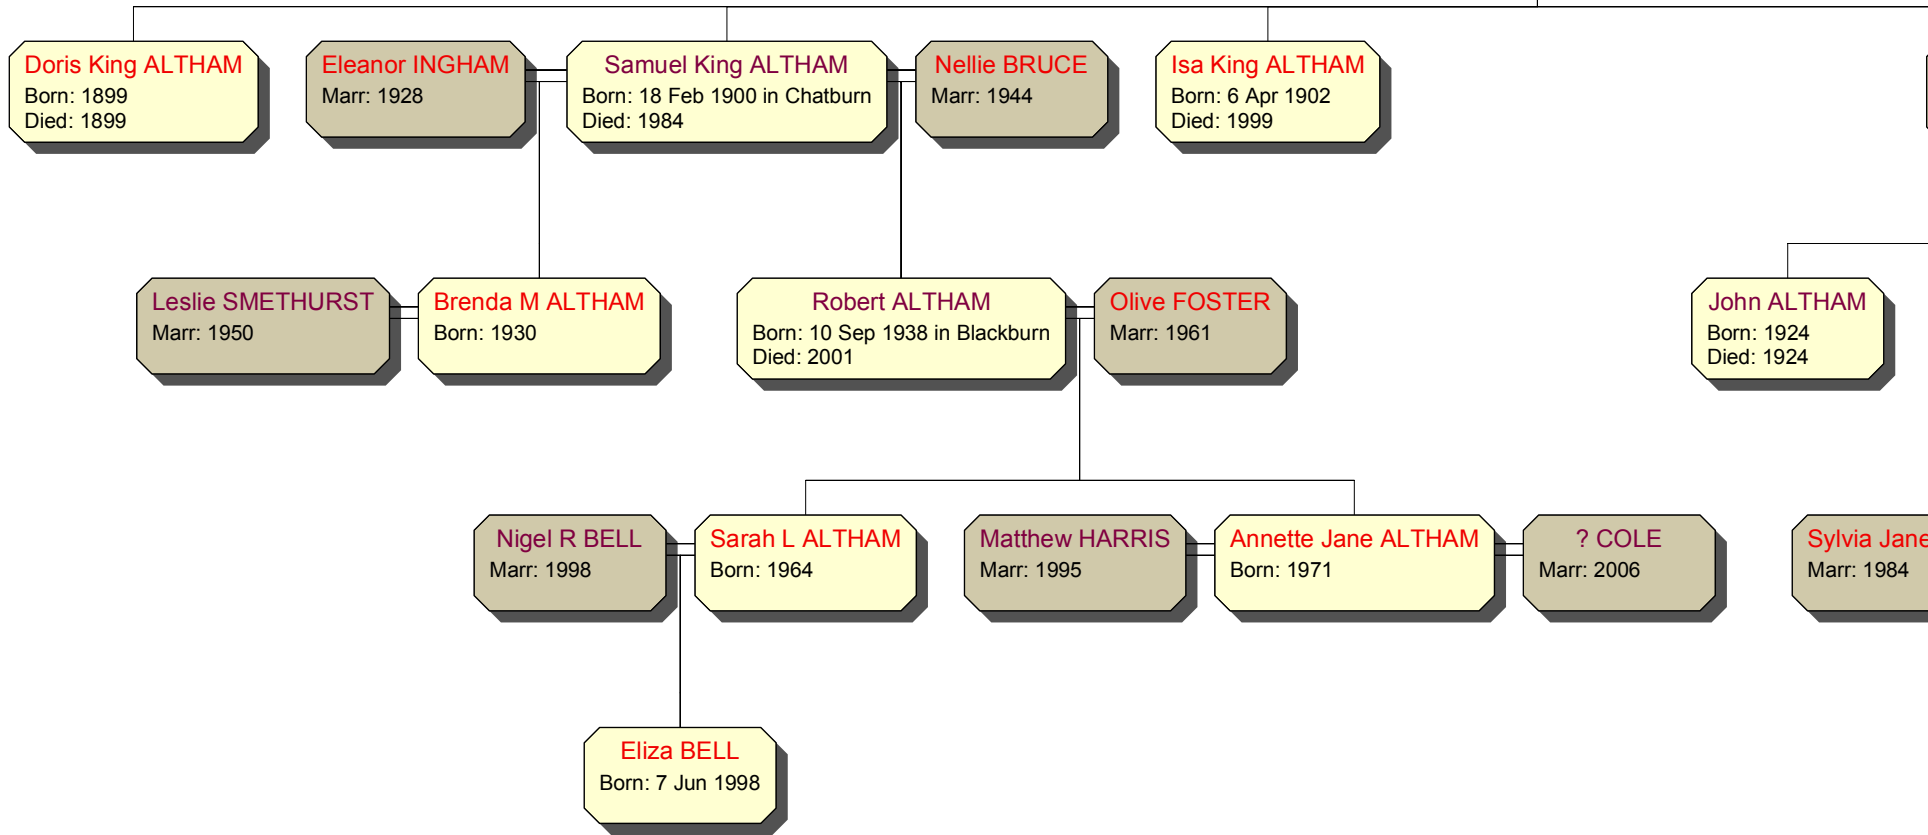 Doris King ALTHAM
Born: 1899
Died: 1899
Eleanor INGHAM
Marr: 1928
Samuel King ALTHAM
Born: 18 Feb 1900 in Chatburn
Died: 1984
Nellie BRUCE
Marr: 1944
Isa King ALTHAM
Born: 6 Apr 1902
Died: 1999
Leslie SMETHURST
Marr: 1950
Brenda M ALTHAM
Born: 1930
Robert ALTHAM
Born: 10 Sep 1938 in Blackburn
Died: 2001
Olive FOSTER
Marr: 1961
John ALTHAM
Born: 1924
Died: 1924
Nigel R BELL
Marr: 1998
Sarah L ALTHAM
Born: 1964
Matthew HARRIS
Marr: 1995
Annette Jane ALTHAM
Born: 1971
? COLE
Marr: 2006
Sylvia Jane
Marr: 1984
Eliza BELL
Born: 7 Jun 1998